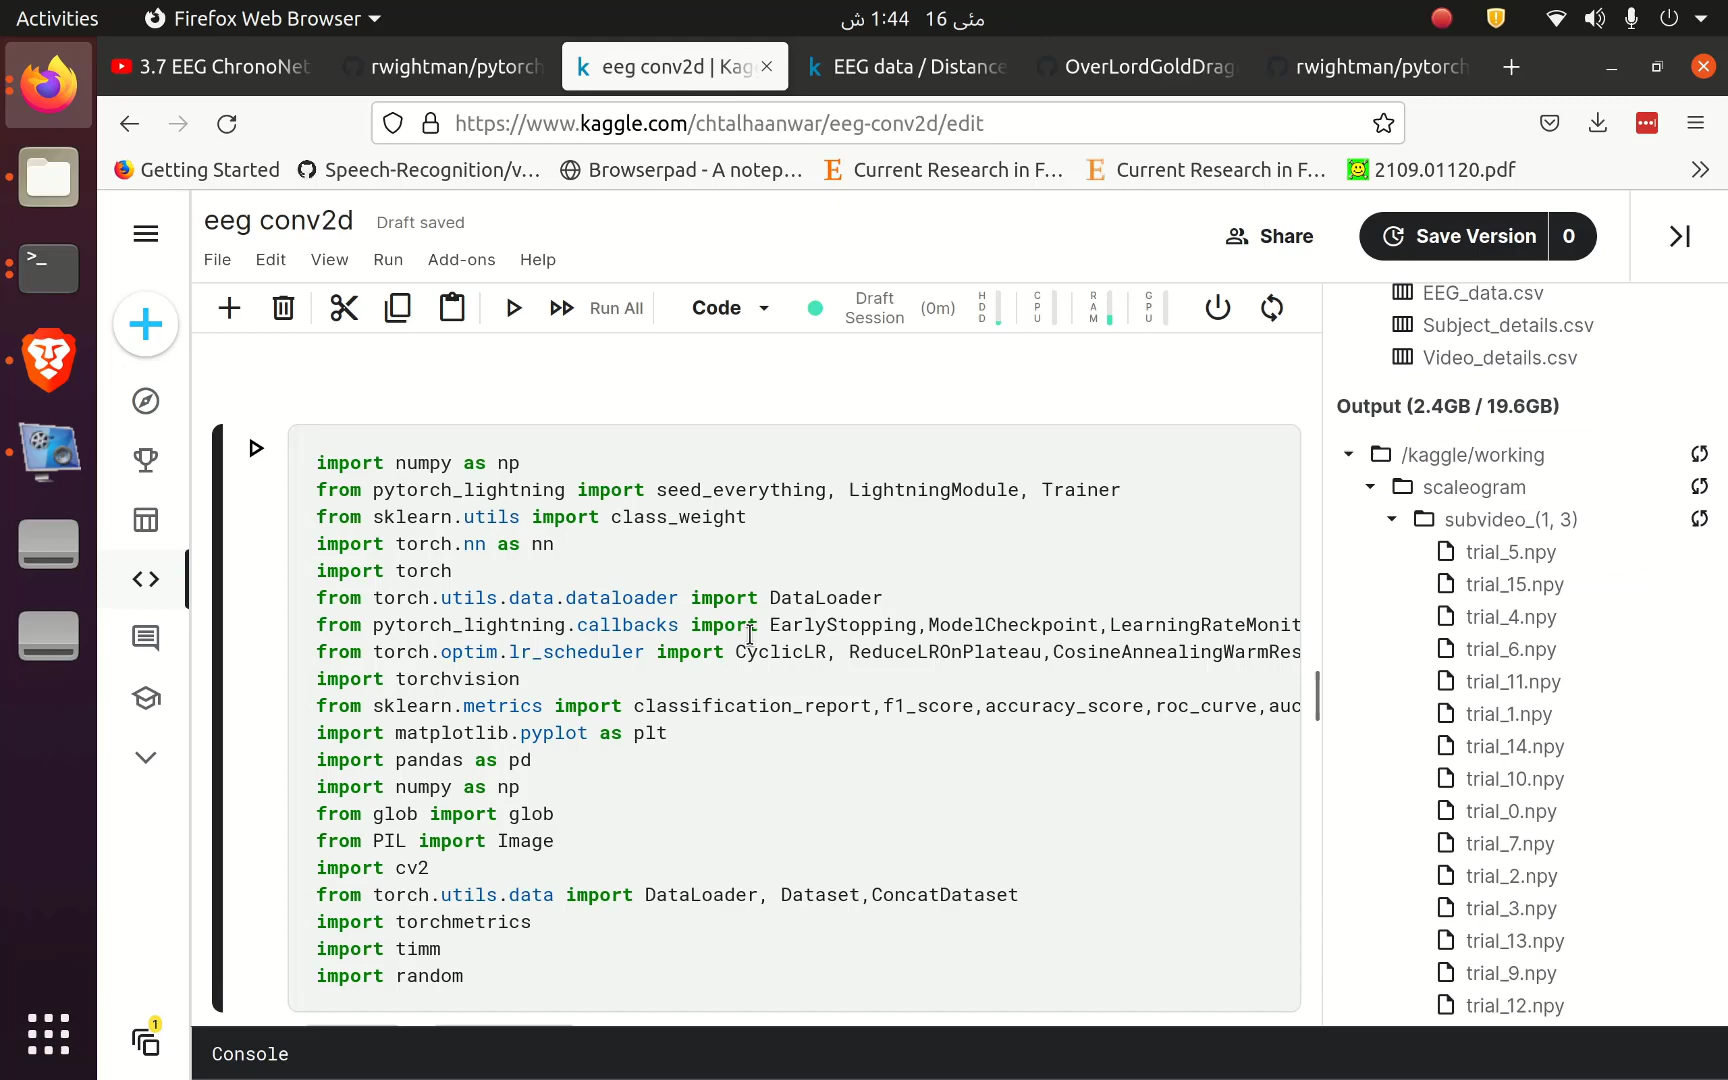 Activities
Firefox Web Browser
مئی 16  1:44 ش
3.7 EEG ChronoNet
rwightman/pytorch
eeg conv2d | Kag
EEG data / Distance
OverLordGoldDrag
rwightman/pytorch
https://www.kaggle.com/chtalhaanwar/eeg-conv2d/edit
Getting Started
Speech-Recognition/v...
Browserpad - A notep...
Current Research in F...
Current Research in F...
2109.01120.pdf
eeg conv2d
Draft saved
Share
Save Version
0
File
Edit
View
Run
Add-ons
Help
Run All
Code
Draft
Session
(0m)
HDD
CPU
RAM
GPU
import numpy as np
from pytorch_lightning import seed_everything, LightningModule, Trainer
from sklearn.utils import class_weight
import torch.nn as nn
import torch
from torch.utils.data.dataloader import DataLoader
from pytorch_lightning.callbacks import EarlyStopping,ModelCheckpoint,LearningRateMonit
from torch.optim.lr_scheduler import CyclicLR, ReduceLROnPlateau,CosineAnnealingWarmRes
import torchvision
from sklearn.metrics import classification_report,f1_score,accuracy_score,roc_curve,auc
import matplotlib.pyplot as plt
import pandas as pd
import numpy as np
from glob import glob
from PIL import Image
import cv2
from torch.utils.data import DataLoader, Dataset,ConcatDataset
import torchmetrics
import timm
import random
EEG_data.csv
Subject_details.csv
Video_details.csv
Output (2.4GB / 19.6GB)
/kaggle/working
scaleogram
subvideo_(1, 3)
trial_5.npy
trial_15.npy
trial_4.npy
trial_6.npy
trial_11.npy
trial_1.npy
trial_14.npy
trial_10.npy
trial_0.npy
trial_7.npy
trial_2.npy
trial_3.npy
trial_13.npy
trial_9.npy
trial_12.npy
1
Console